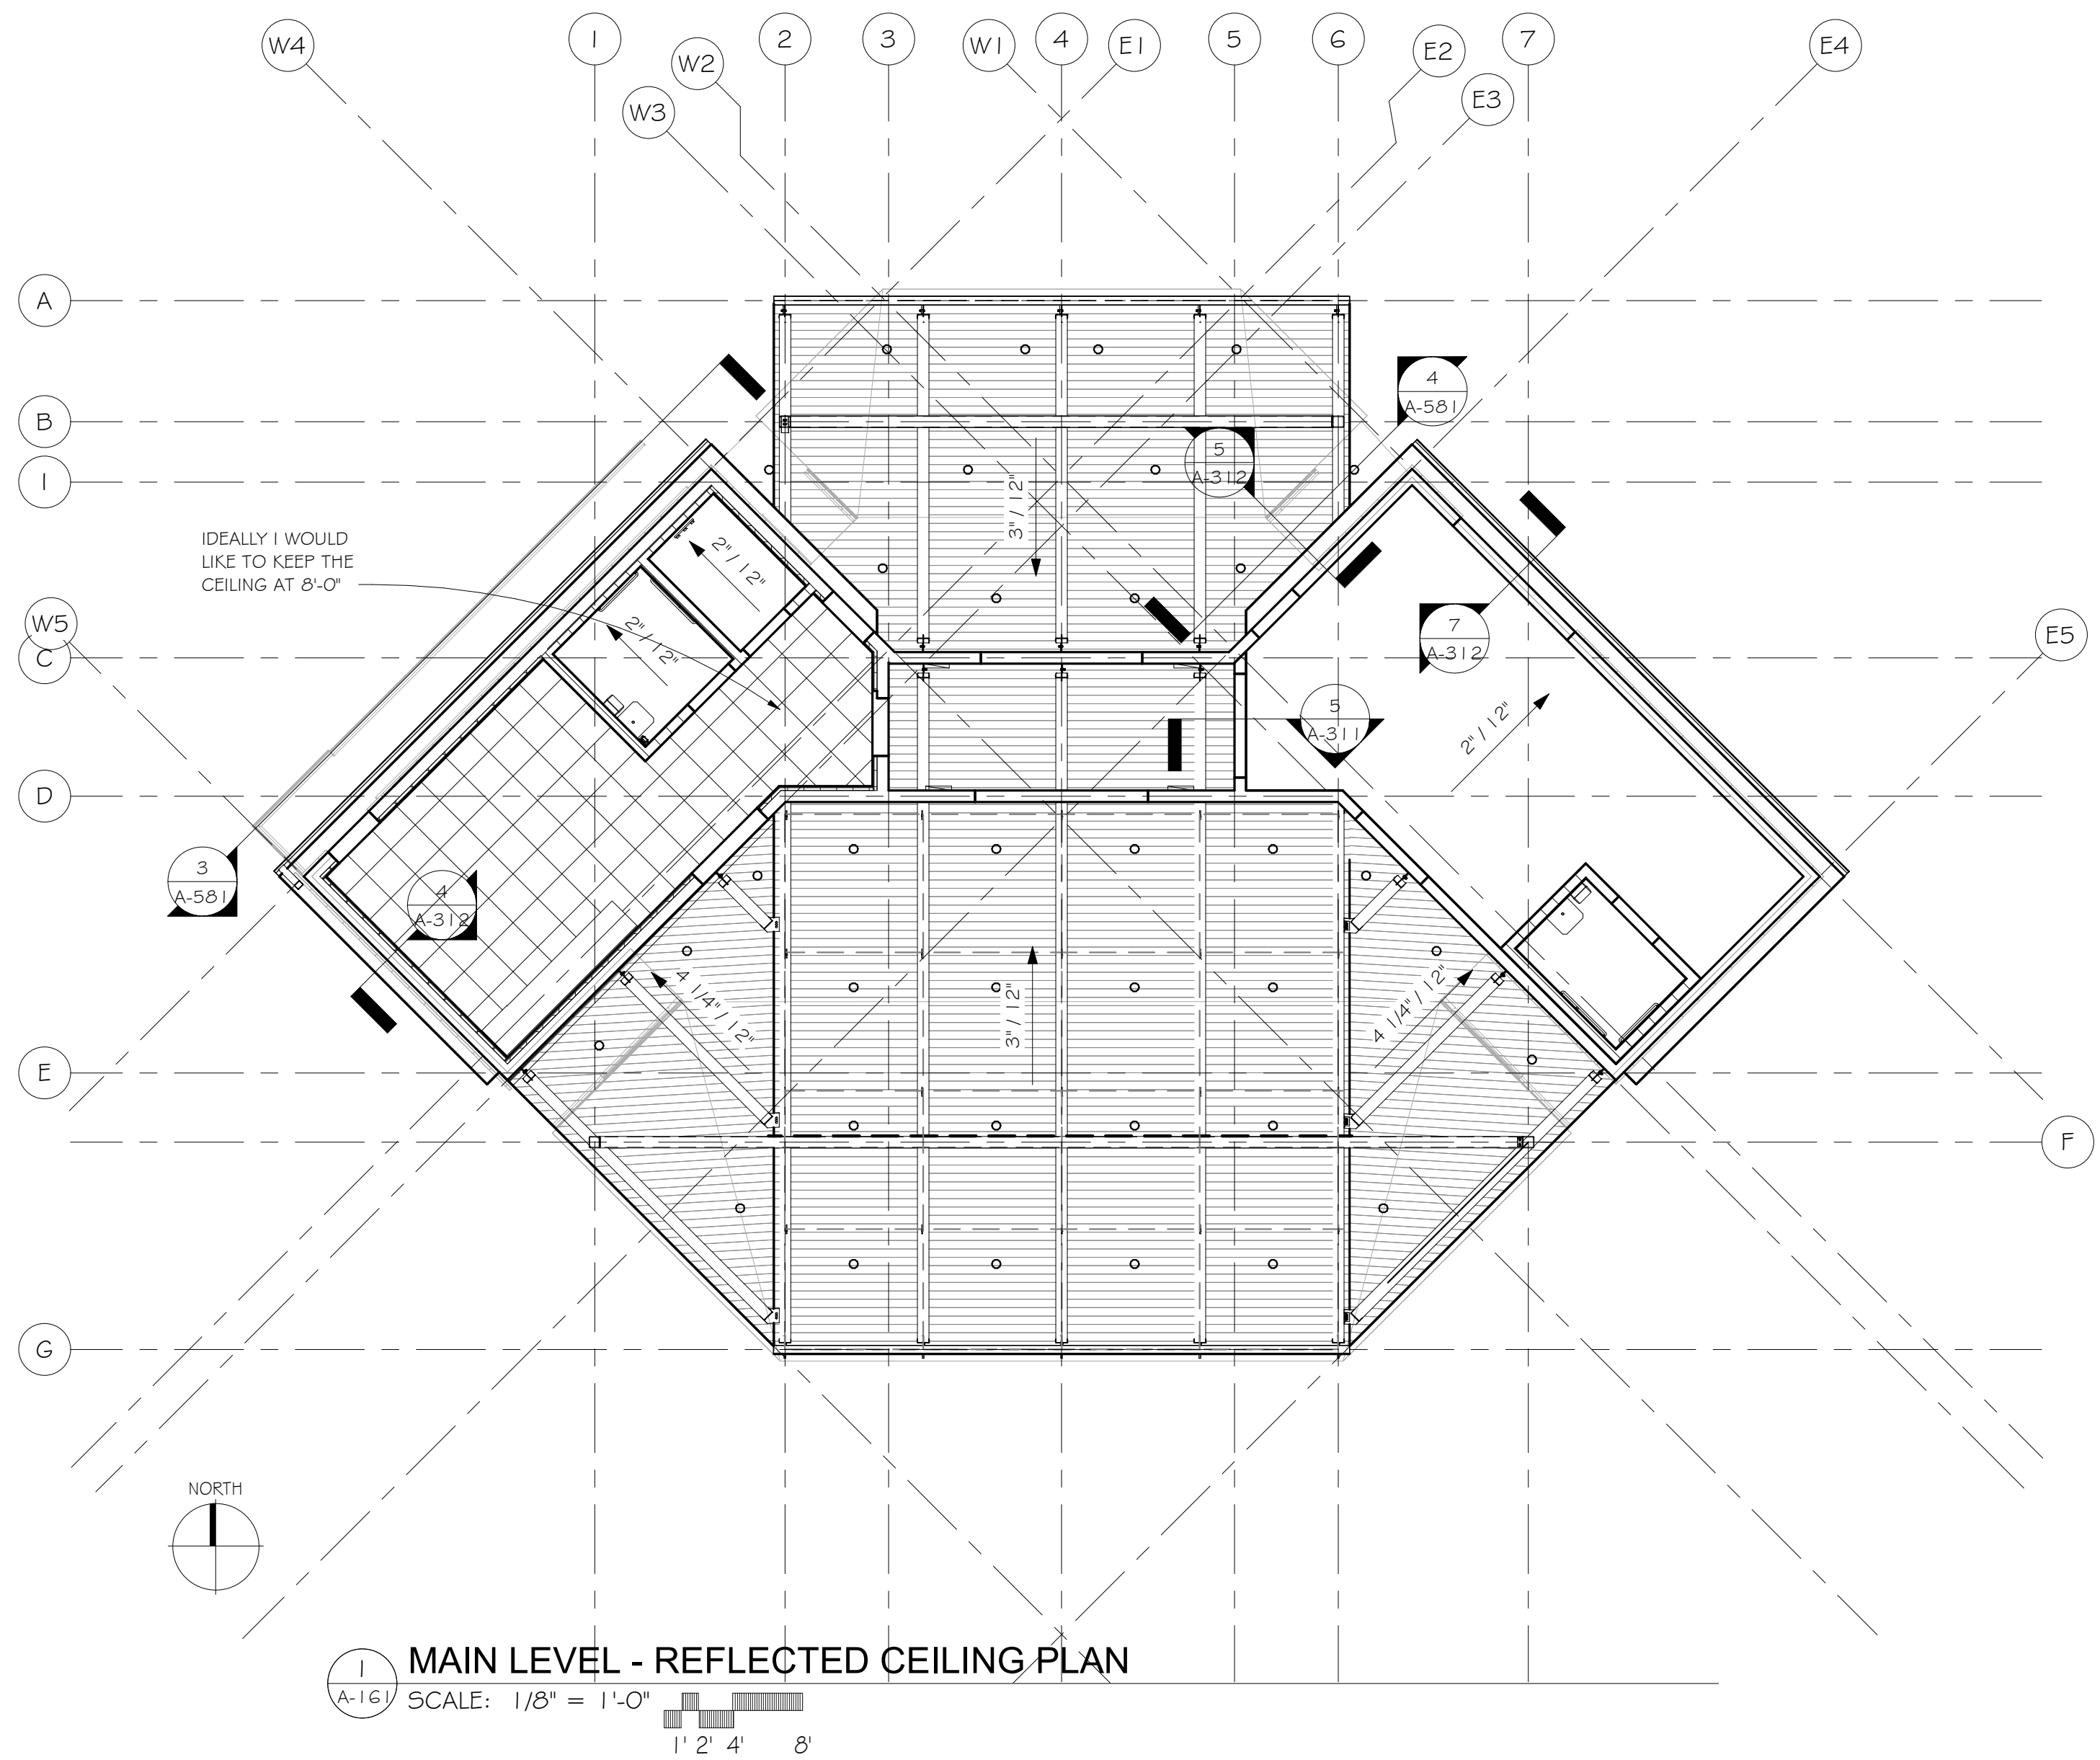 W4
1
2
3
W1
4
E1
5
6
E2
7
E4
W2
W3
E3
A
B
I
C
D
E
G
W5
E5
F
4
A-581
5
A-312
IDEALLY I WOULD
LIKE TO KEEP THE
CEILING AT 8'-0"
2" / 12"
2" / 12"
3" / 12"
7
A-312
5
A-311
2" / 12"
3
A-581
4
A-312
4 1/4" / 12"
3" / 12"
4 1/4" / 12"
NORTH
1
A-161
MAIN LEVEL - REFLECTED CEILING PLAN
SCALE: 1/8" = 1'-0"
1' 2' 4' 8'